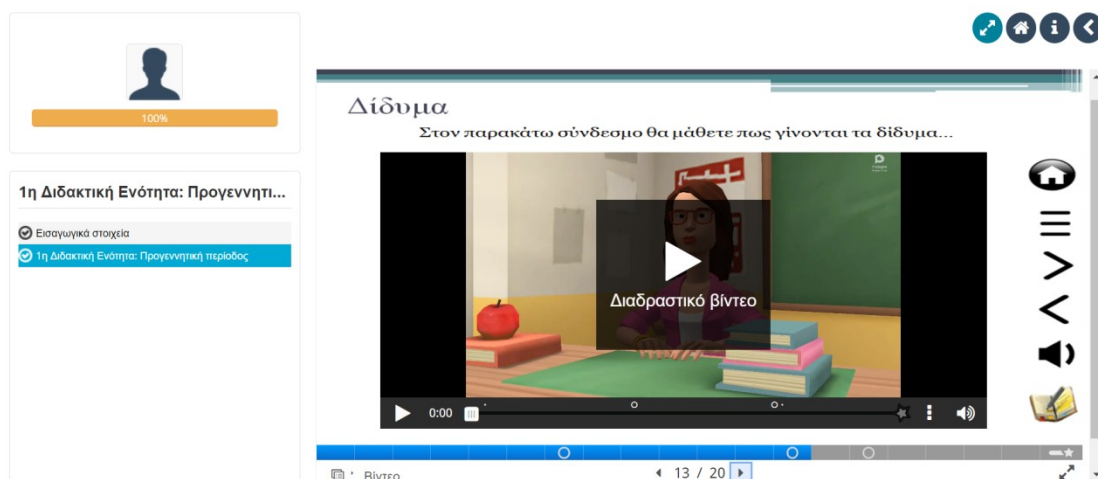 100%
1η Διδακτική Ενότητα: Προγεννητι...
Εισαγωγικά στοιχεία
1η Διδακτική Ενότητα: Προγεννητική περίοδος
Δίδυμα
Στον παρακάτω σύνδεσμο θα μάθετε πως γίνονται τα δίδυμα...
Διαδραστικό βίντεο
0:00
Βίντεο
13 / 20